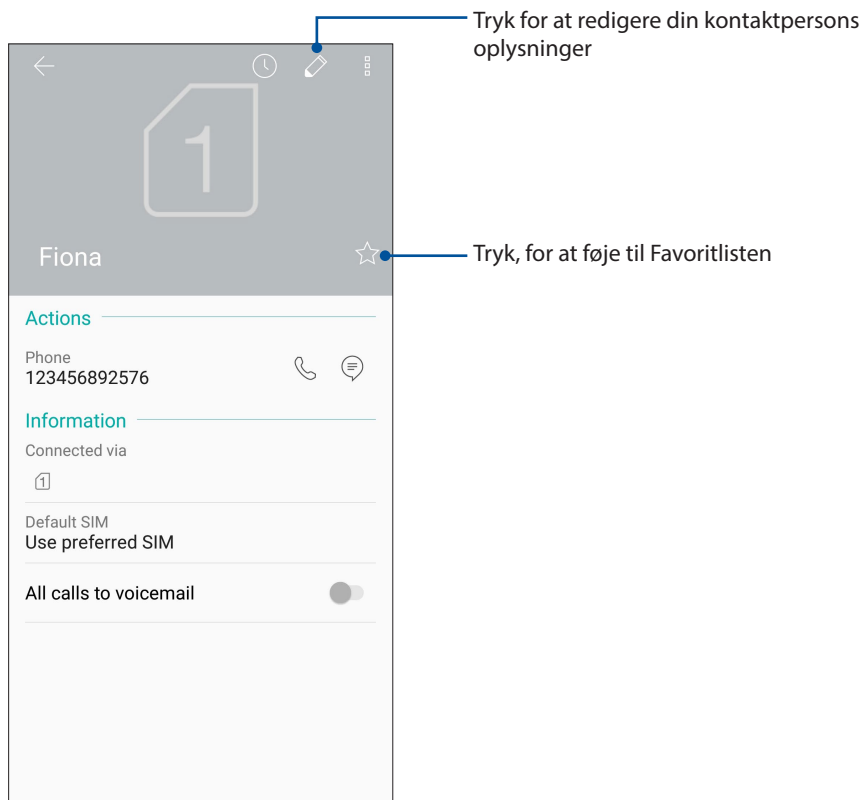 Tryk for at redigere din kontaktpersons
oplysninger
1
Fiona
Tryk, for at føje til Favoritlisten
Actions
Phone
123456892576
Information
Connected via
1
Default SIM
Use preferred SIM
All calls to voicemail